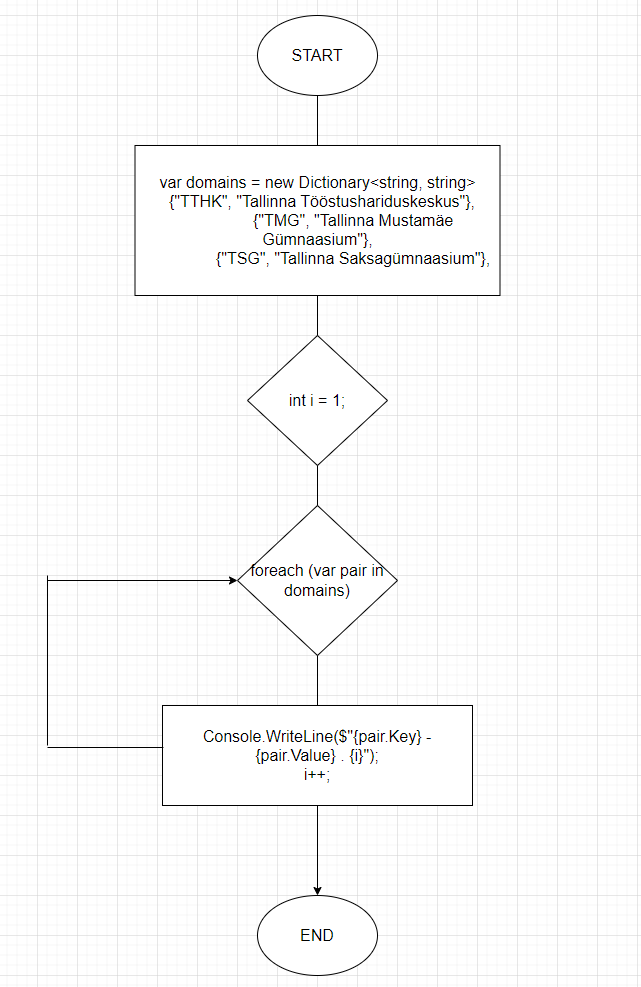 START
var domains = new Dictionary<string, string>
{"TTHK", "Tallinna Tööstushariduskeskus"},
{"TMG", "Tallinna Mustamäe
Gümnaasium"},
{"TSG", "Tallinna Saksagümnaasium"},
int i = 1;
foreach (var pair in
domains)
Console.WriteLine($"{pair.Key} -
{pair.Value} . {i}");
i++;
END